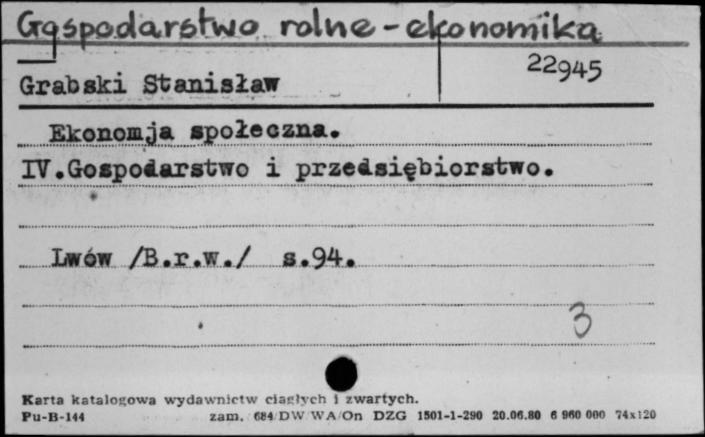 Gospodarstwo rolne - ekonomika
22945
Grabski Stanisław
Ekonomja społeczna.
IV.Gospodarstwo i przedsiębiorstwo.
Lwów /B.r.w./ s.94.
3
Karta katalogowa wydawnictw ciągłych i zwartych.
Pu-B-144 zam. 684/DW WA/On DZG 1501-1-290 20.06.80 6 960 000 74x120